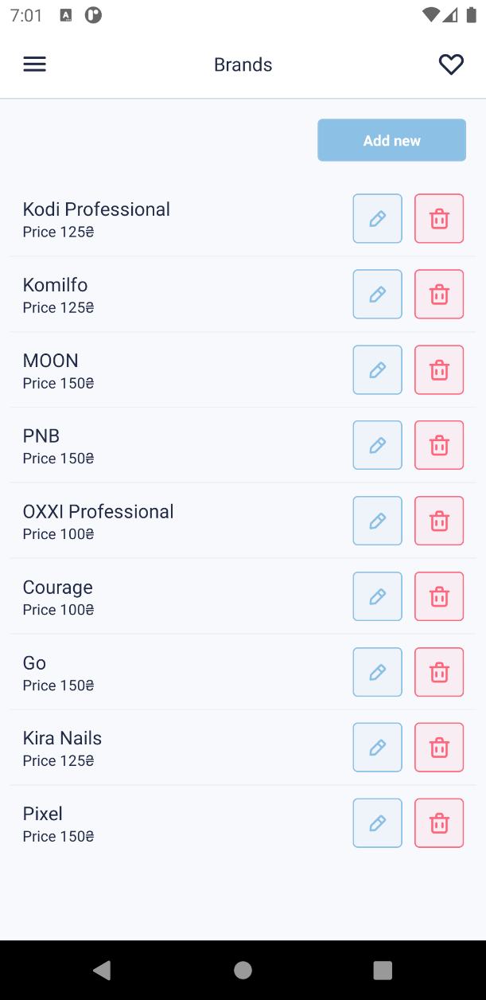 7:01
Brands
Add new
Kodi Professional
Price 125₴
Komilfo
Price 125₴
MOON
Price 150₴
PNB
Price 150₴
OXXI Professional
Price 100₴
Courage
Price 100₴
Go
Price 150₴
Kira Nails
Price 125₴
Pixel
Price 150₴